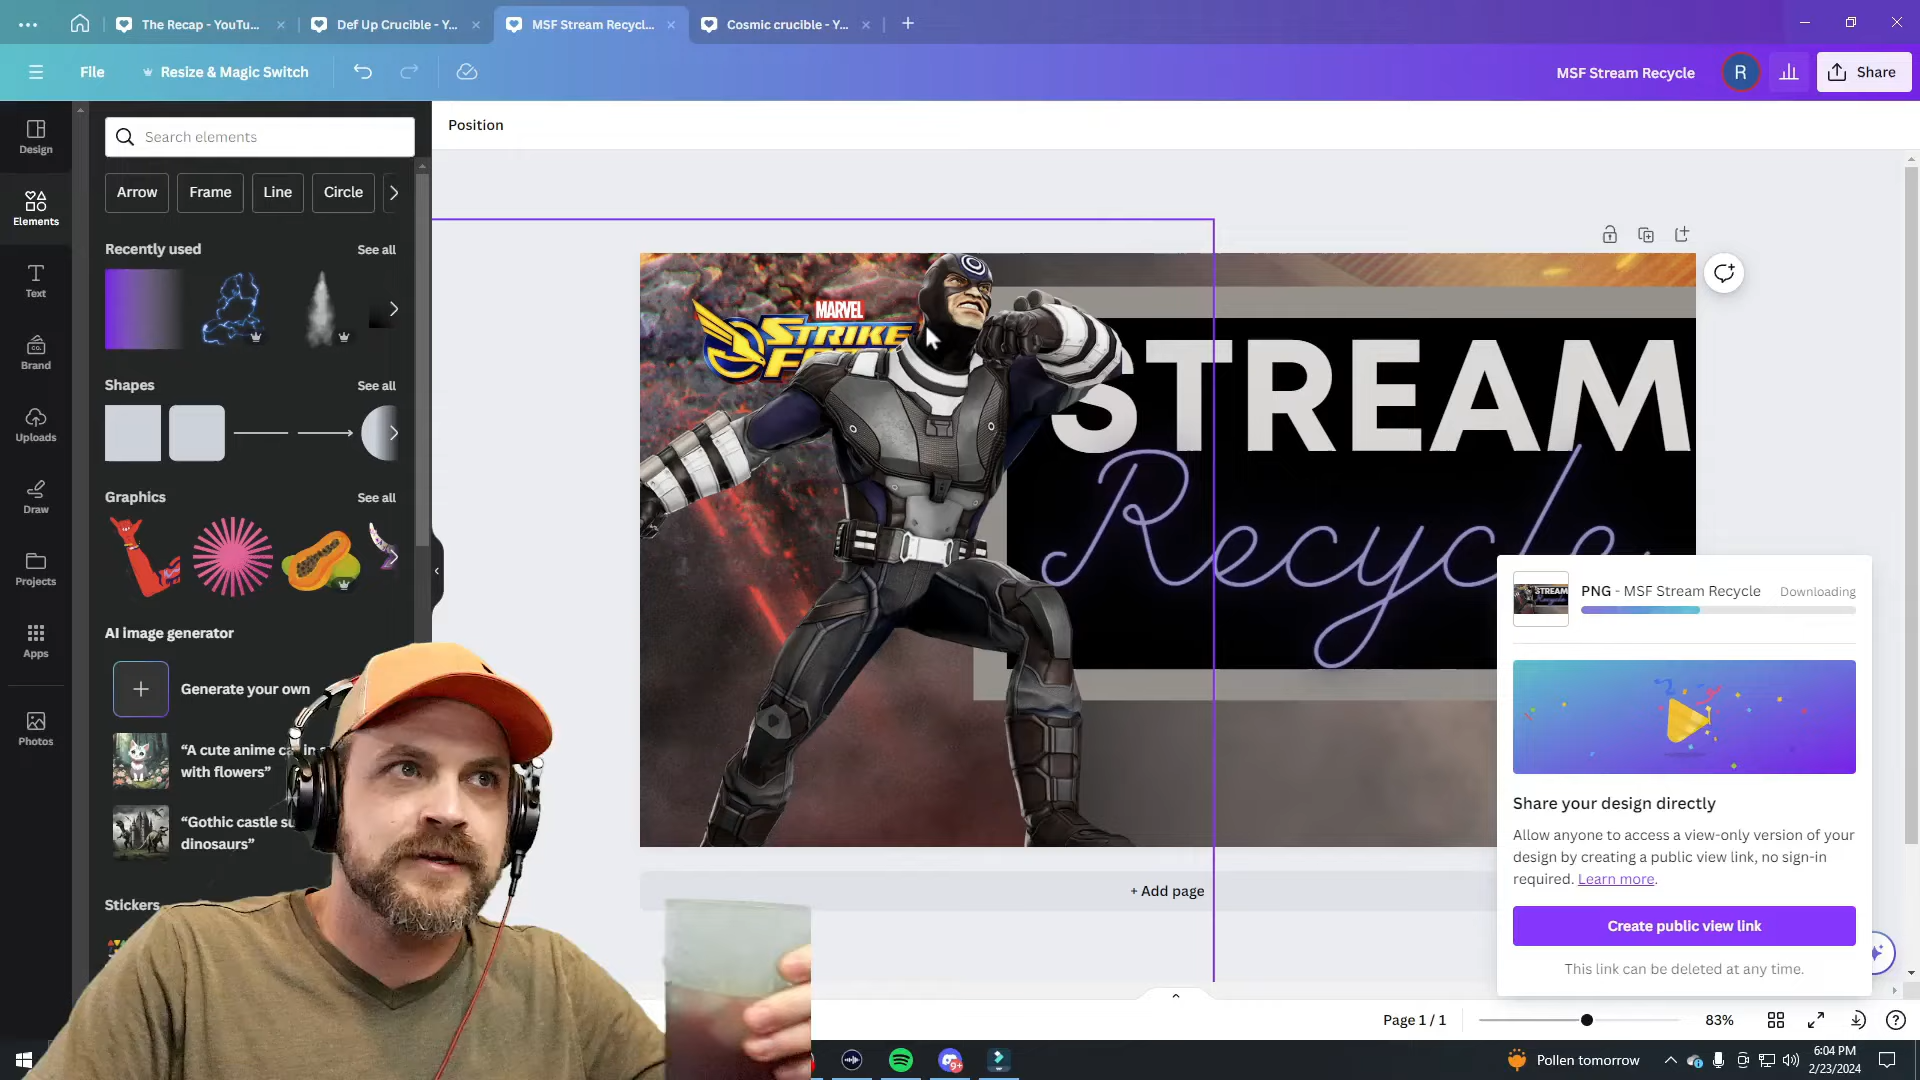 The Recap - YouTu...
Def Up Crucible - Y...
MSF Stream Recycl...
Cosmic crucible - Y...
File
Resize & Magic Switch
MSF Stream Recycle
R
Share
Design
Elements
Text
Brand
Uploads
Draw
Projects
Apps
Photos
Search elements
Arrow
Frame
Line
Circle
Recently used
See all
Shapes
See all
Graphics
See all
AI image generator
Generate your own
"A cute anime ca
in
with flowers"
"Gothic castle su
dinosaurs"
Stickers
Position
MARVEL
STRIKE
STREAM
Recycle
+ Add page
PNG - MSF Stream Recycle
Downloading
STREAM
Recycle
Share your design directly
Allow anyone to access a view-only version of your
design by creating a public view link, no sign-in
required. Learn more.
Create public view link
This link can be deleted at any time.
Page 1 / 1
83%
9+
Pollen tomorrow
6:04 PM
2/23/2024